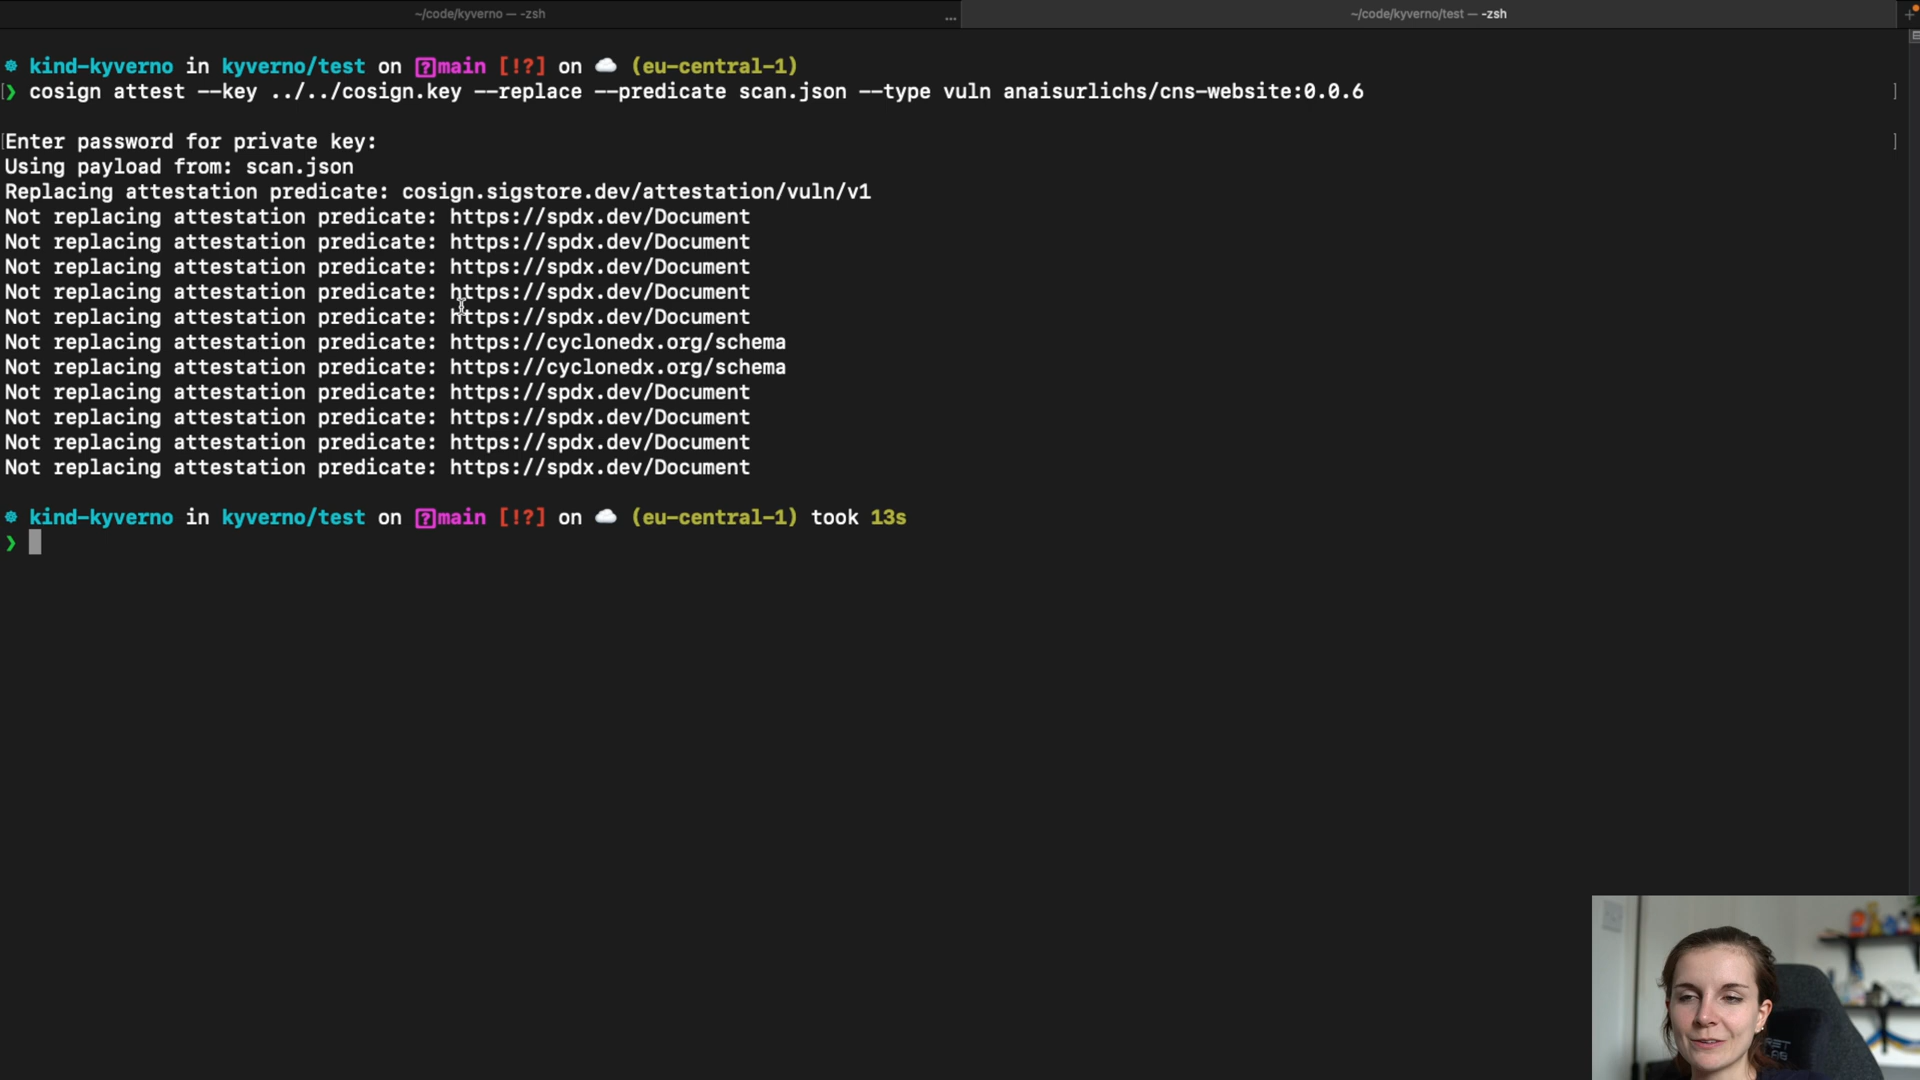 ~/code/kyverno — -zsh
...
~/code/kyverno/test — -zsh
+
☸ kind-kyverno in kyverno/test on [?]main [!?] on ☁️ (eu-central-1)
[❯ cosign attest --key ../../cosign.key --replace --predicate scan.json --type vuln anaisurlichs/cns-website:0.0.6 ]
[Enter password for private key: ]
Using payload from: scan.json
Replacing attestation predicate: cosign.sigstore.dev/attestation/vuln/v1
Not replacing attestation predicate: https://spdx.dev/Document
Not replacing attestation predicate: https://spdx.dev/Document
Not replacing attestation predicate: https://spdx.dev/Document
Not replacing attestation predicate: https://spdx.dev/Document
Not replacing attestation predicate: https://spdx.dev/Document
Not replacing attestation predicate: https://cyclonedx.org/schema
Not replacing attestation predicate: https://cyclonedx.org/schema
Not replacing attestation predicate: https://spdx.dev/Document
Not replacing attestation predicate: https://spdx.dev/Document
Not replacing attestation predicate: https://spdx.dev/Document
Not replacing attestation predicate: https://spdx.dev/Document
☸ kind-kyverno in kyverno/test on [?]main [!?] on ☁️ (eu-central-1) took 13s
❯